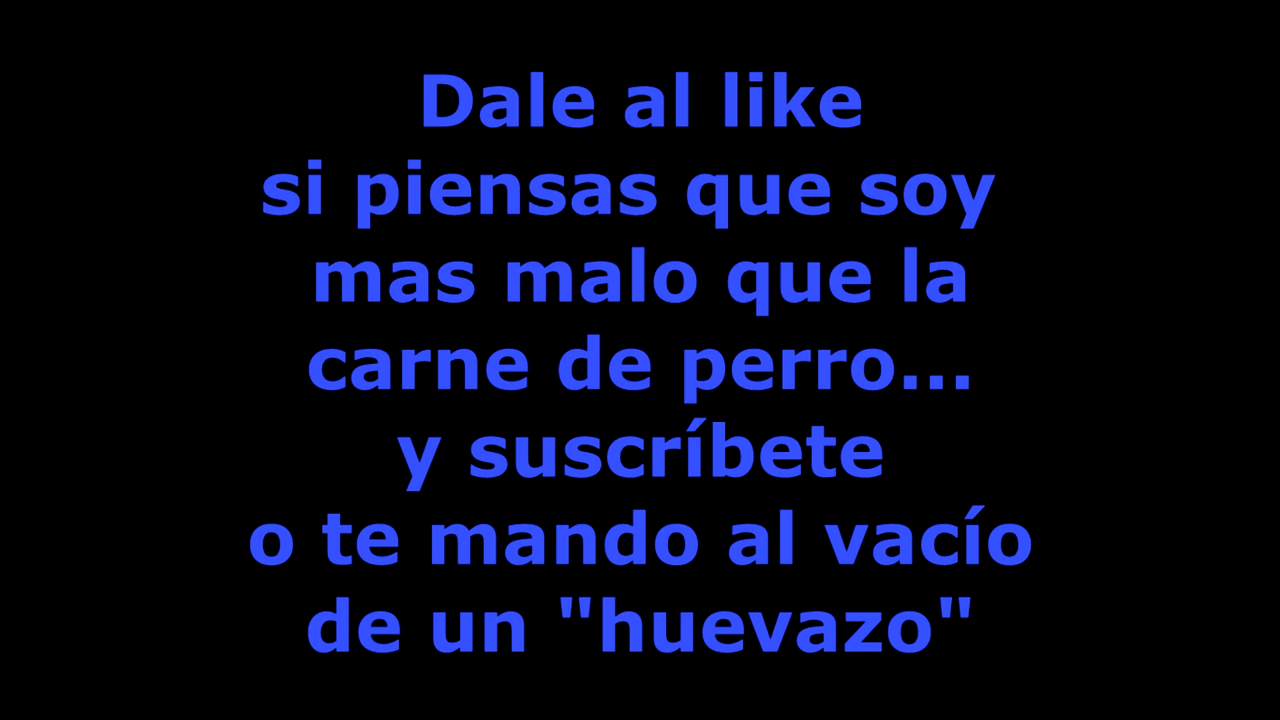 Dale al like
si piensas que soy
mas malo que la
carne de perro...
y suscríbete
o te mando al vacío
de un "huevazo"